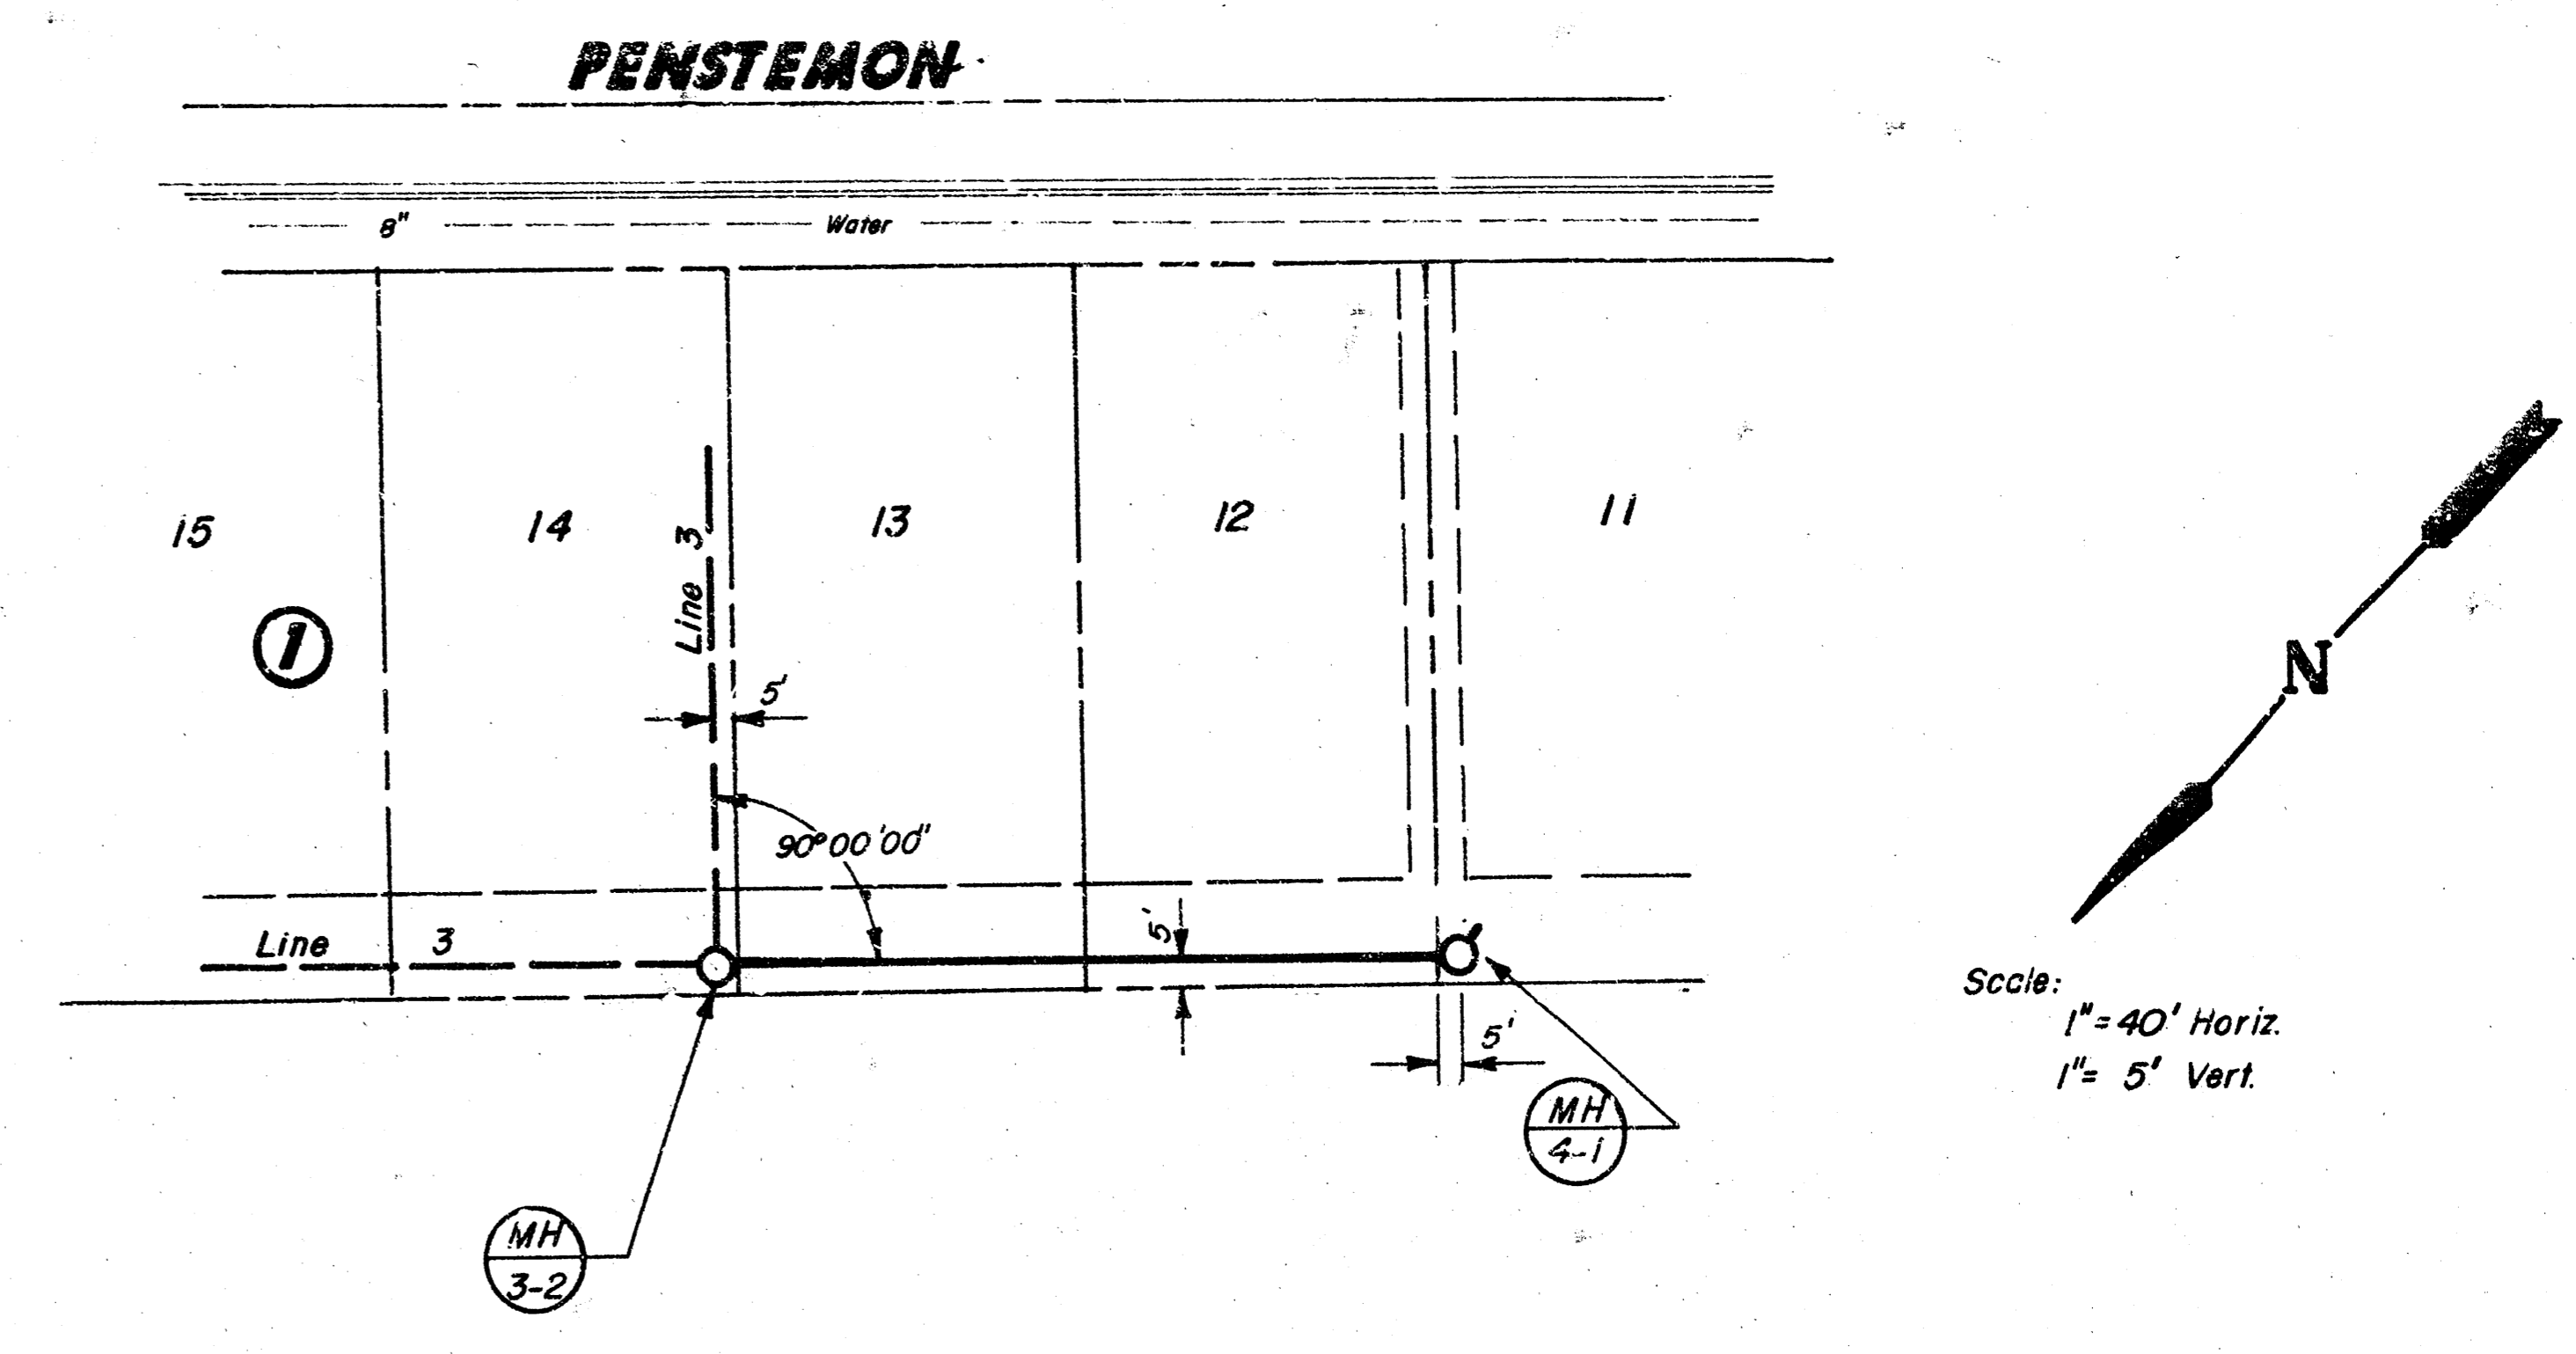 PENSTEMON
8" Water
15 14 13 12 11
Line 3
1
5'
90°00'00"
Line 3
5'
N
Scale:
1"=40' Horiz.
1"= 5' Vert.
5'
MH
4-1
MH
3-2